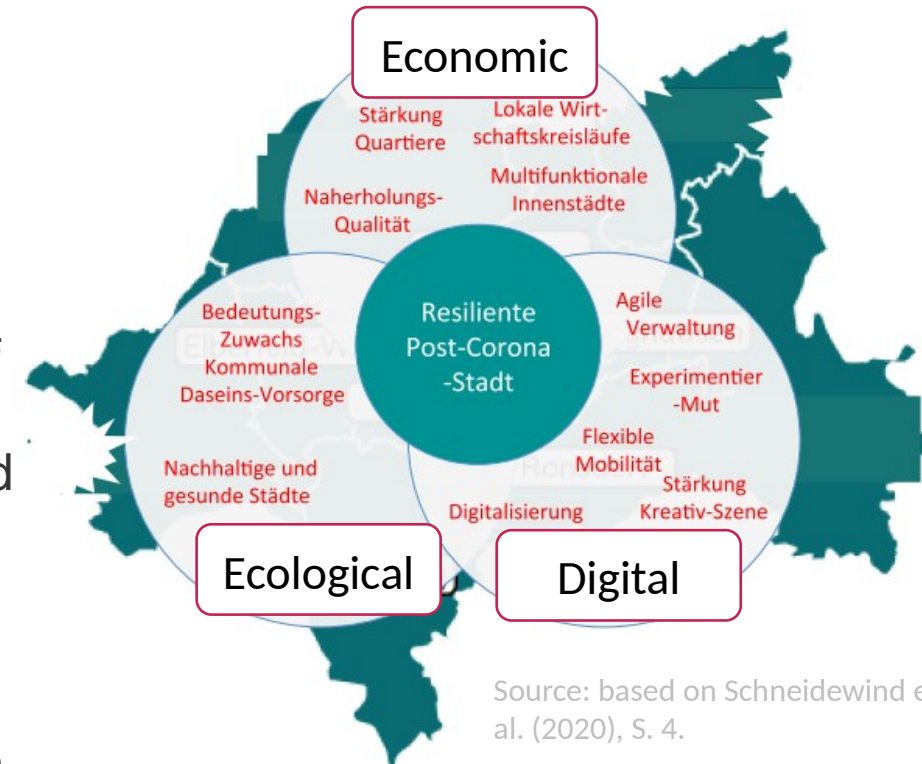 Economic
Stärkung
Quartiere
Lokale Wirt-
schaftskreisläufe
Multifunktionale
Innenstädte
Naherholungs-
Qualität
Resiliente
Post-Corona
-Stadt
Bedeutungs-
Zuwachs
Kommunale
Daseins-Vorsorge
Nachhaltige und
gesunde Städte
Agile
Verwaltung
Experimentier
-Mut
Flexible
Mobilität
Stärkung
Kreativ-Szene
Digitalisierung
Ecological
Digital
Source: based on Schneidewind
al. (2020), S. 4.